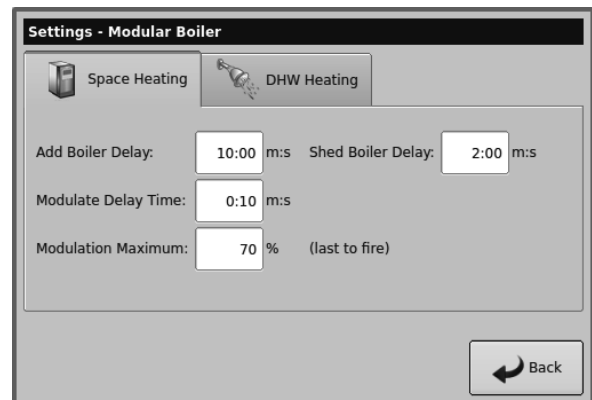 Settings - Modular Boiler
Space Heating DHW Heating
Add Boiler Delay: 10:00 m:s Shed Boiler Delay: 2:00 m:s
Modulate Delay Time: 0:10 m:s
Modulation Maximum: 70 % (last to fire)
Back